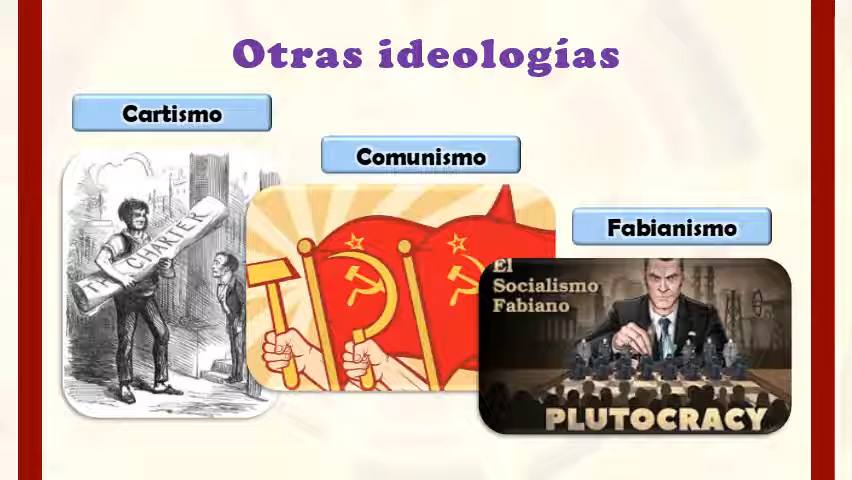 Otras ideologías
Cartismo
Comunismo
Fabianismo
THE CHARTER
El
Socialismo
Fabiano
PLUTOCRACY